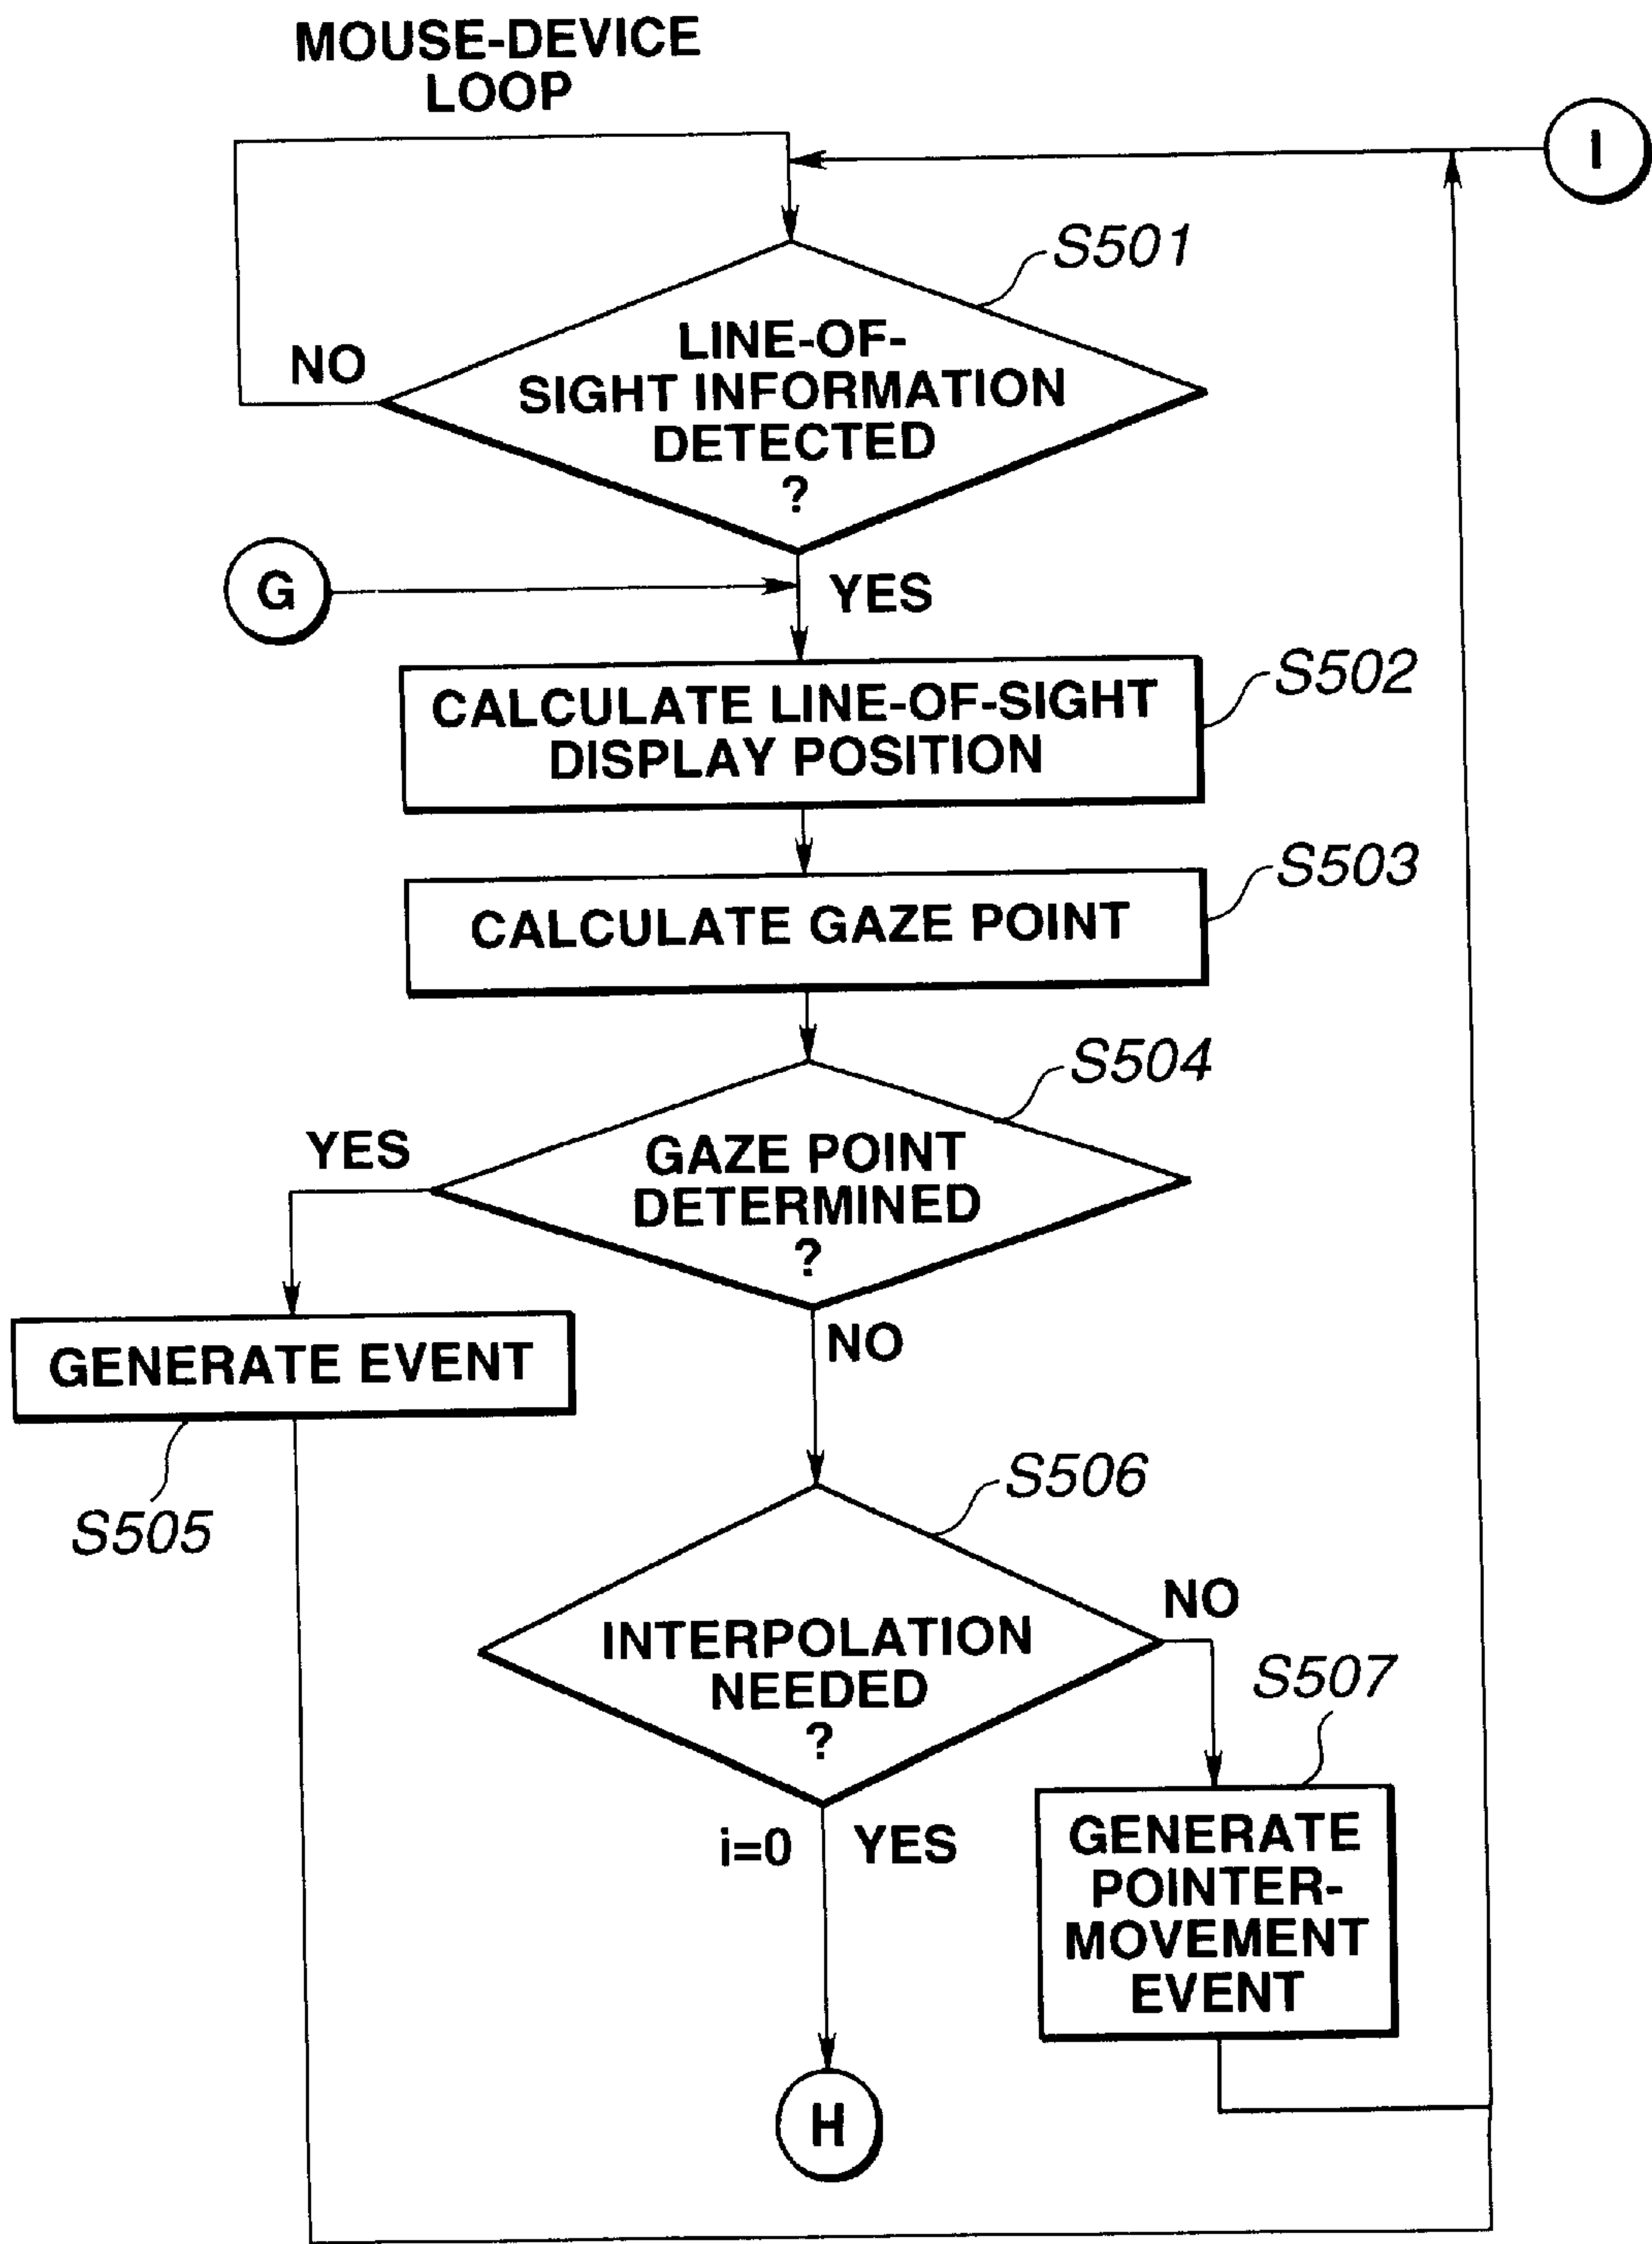 MOUSE-DEVICE
LOOP
I
S501
LINE-OF-
SIGHT INFORMATION
DETECTED
?
NO
G
YES
S502
CALCULATE LINE-OF-SIGHT
DISPLAY POSITION
S503
CALCULATE GAZE POINT
S504
YES
GAZE POINT
DETERMINED
?
NO
GENERATE EVENT
S505
S506
INTERPOLATION
NEEDED
?
NO
S507
i=0
YES
GENERATE
POINTER-
MOVEMENT
EVENT
H